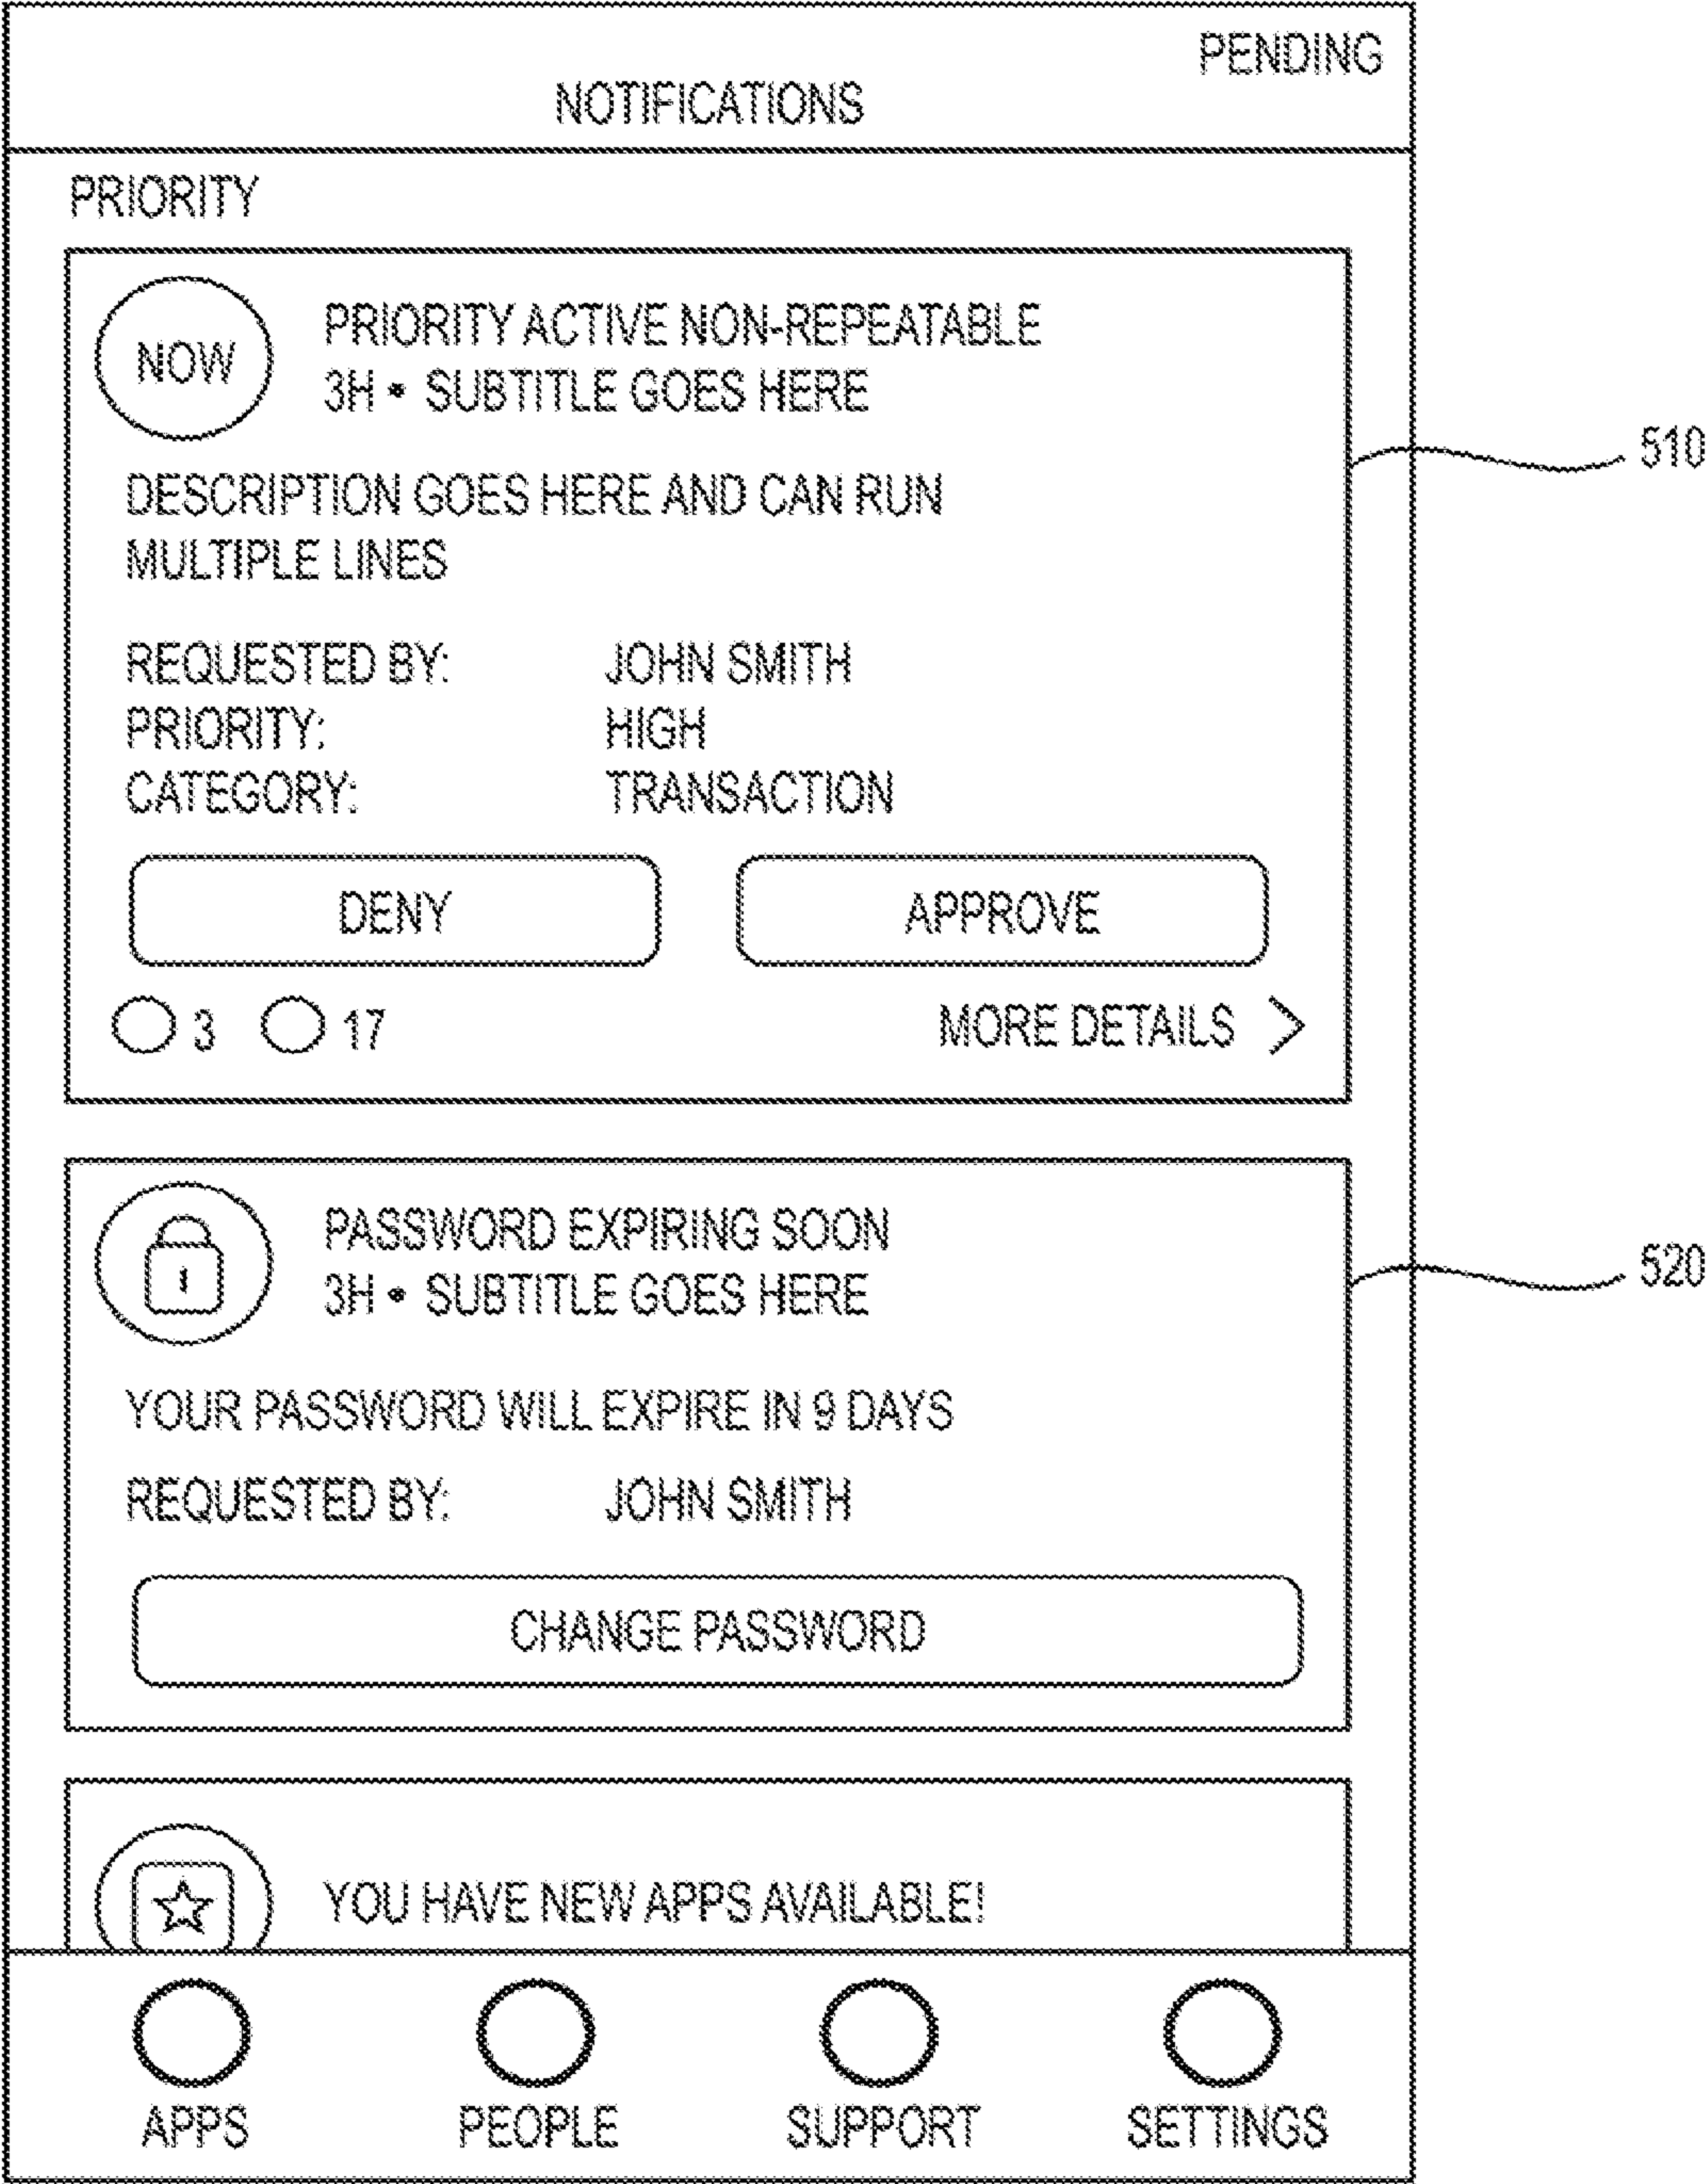 PENDING
NOTIFICATIONS
PRIORITY
NOW
PRIORITY ACTIVE NON-REPEATABLE
3H • SUBTITLE GOES HERE
510
DESCRIPTION GOES HERE AND CAN RUN
MULTIPLE LINES
REQUESTED BY: JOHN SMITH
PRIORITY: HIGH
CATEGORY: TRANSACTION
DENY APPROVE
3 17 MORE DETAILS >
PASSWORD EXPIRING SOON
3H • SUBTITLE GOES HERE
520
YOUR PASSWORD WILL EXPIRE IN 9 DAYS
REQUESTED BY: JOHN SMITH
CHANGE PASSWORD
YOU HAVE NEW APPS AVAILABLE!
APPS PEOPLE SUPPORT SETTINGS